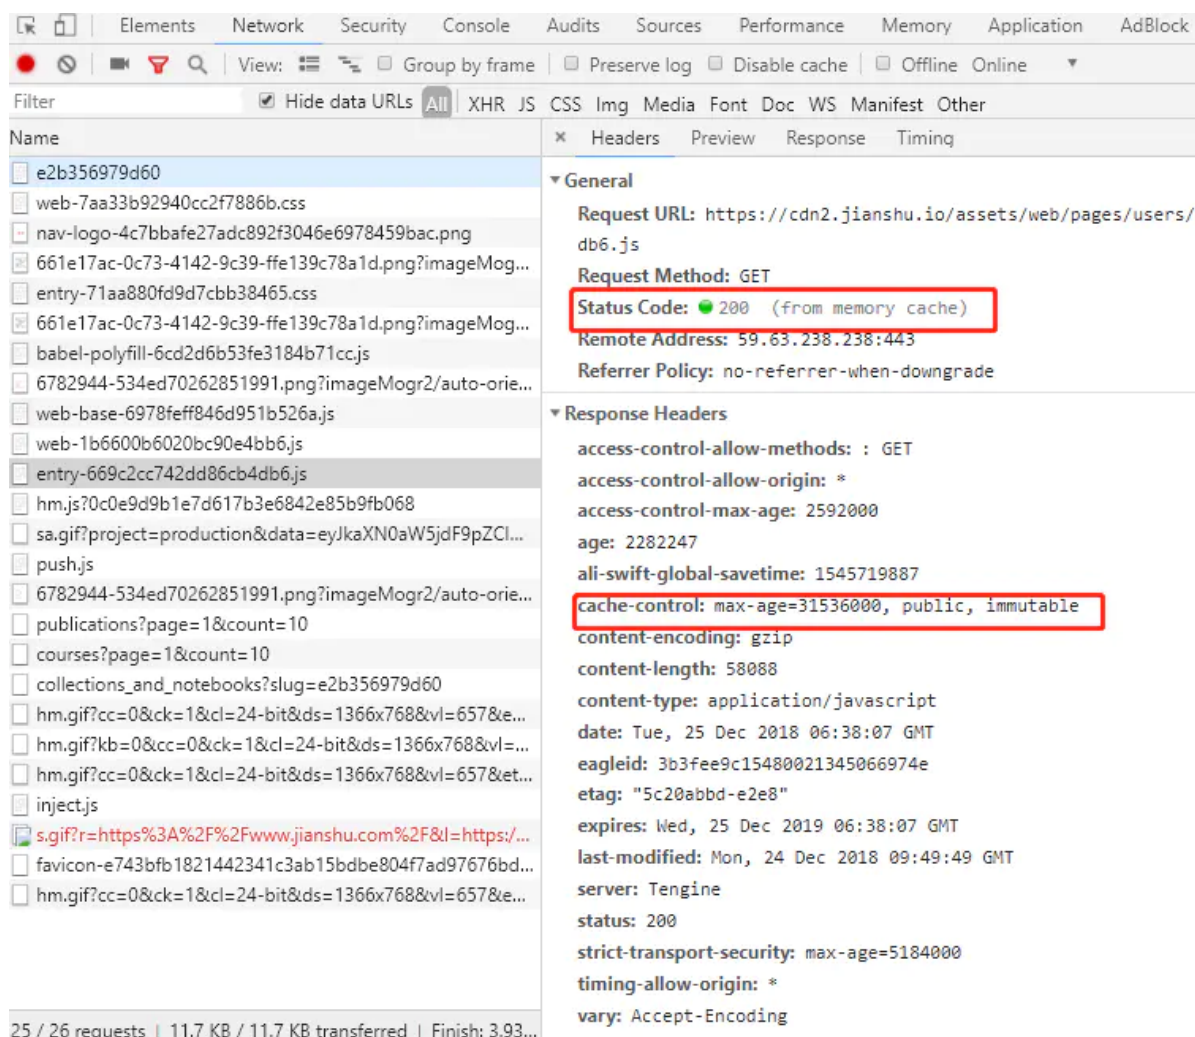 Elements Network Security Console Audits Sources Performance Memory Application AdBlock
View: Group by frame Preserve log Disable cache Offline Online
Filter Hide data URLs All XHR JS CSS Img Media Font Doc WS Manifest Other
Name
e2b356979d60
web-7aa33b92940cc2f7886b.css
nav-logo-4c7bbafe27adc892f3046e6978459bac.png
661e17ac-0c73-4142-9c39-ffe139c78a1d.png?imageMog...
entry-71aa880fd9d7cbb38465.css
661e17ac-0c73-4142-9c39-ffe139c78a1d.png?imageMog...
babel-polyfill-6cd2d6b53fe3184b71cc.js
6782944-534ed70262851991.png?imageMogr2/auto-orie...
web-base-6978feff846d951b526a.js
web-1b6600b6020bc90e4bb6.js
entry-669c2cc742dd86cb4db6.js
hm.js?0c0e9d9b1e7d617b3e6842e85b9fb068
sa.gif?project=production&data=eyJkaXN0aW5jdF9pZCI...
push.js
6782944-534ed70262851991.png?imageMogr2/auto-orie...
publications?page=1&count=10
courses?page=1&count=10
collections_and_notebooks?slug=e2b356979d60
hm.gif?cc=0&ck=1&cl=24-bit&ds=1366x768&vl=657&e...
hm.gif?kb=0&cc=0&ck=1&cl=24-bit&ds=1366x768&vl=...
hm.gif?cc=0&ck=1&cl=24-bit&ds=1366x768&vl=657&et...
inject.js
s.gif?r=https%3A%2F%2Fwww.jianshu.com%2F&l=https:/...
favicon-e743bfb1821442341c3ab15bdbe804f7ad97676bd...
hm.gif?cc=0&ck=1&cl=24-bit&ds=1366x768&vl=657&e...
25 / 26 requests | 11.7 KB / 11.7 KB transferred | Finish: 3.93...
× Headers Preview Response Timing
General
Request URL: https://cdn2.jianshu.io/assets/web/pages/users/
db6.js
Request Method: GET
Status Code: 200 (from memory cache)
Remote Address: 59.63.238.238:443
Referrer Policy: no-referrer-when-downgrade
Response Headers
access-control-allow-methods: : GET
access-control-allow-origin: *
access-control-max-age: 2592000
age: 2282247
ali-swift-global-savetime: 1545719887
cache-control: max-age=31536000, public, immutable
content-encoding: gzip
content-length: 58088
content-type: application/javascript
date: Tue, 25 Dec 2018 06:38:07 GMT
eagleid: 3b3fee9c15480021345066974e
etag: "5c20abbd-e2e8"
expires: Wed, 25 Dec 2019 06:38:07 GMT
last-modified: Mon, 24 Dec 2018 09:49:49 GMT
server: Tengine
status: 200
strict-transport-security: max-age=5184000
timing-allow-origin: *
vary: Accept-Encoding